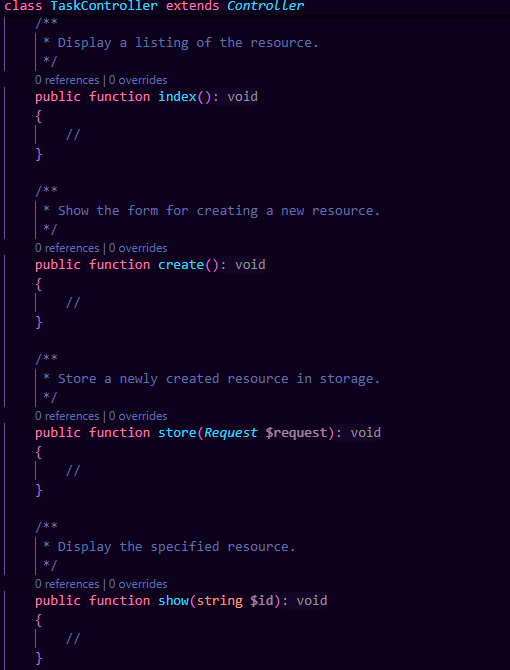 class TaskController extends Controller
/**
* Display a listing of the resource.
*/
0 references | 0 overrides
public function index(): void
{
//
}
/**
* Show the form for creating a new resource.
*/
0 references | 0 overrides
public function create(): void
{
//
}
/**
* Store a newly created resource in storage.
*/
0 references | 0 overrides
public function store(Request $request): void
{
//
}
/**
* Display the specified resource.
*/
0 references | 0 overrides
public function show(string $id): void
{
//
}